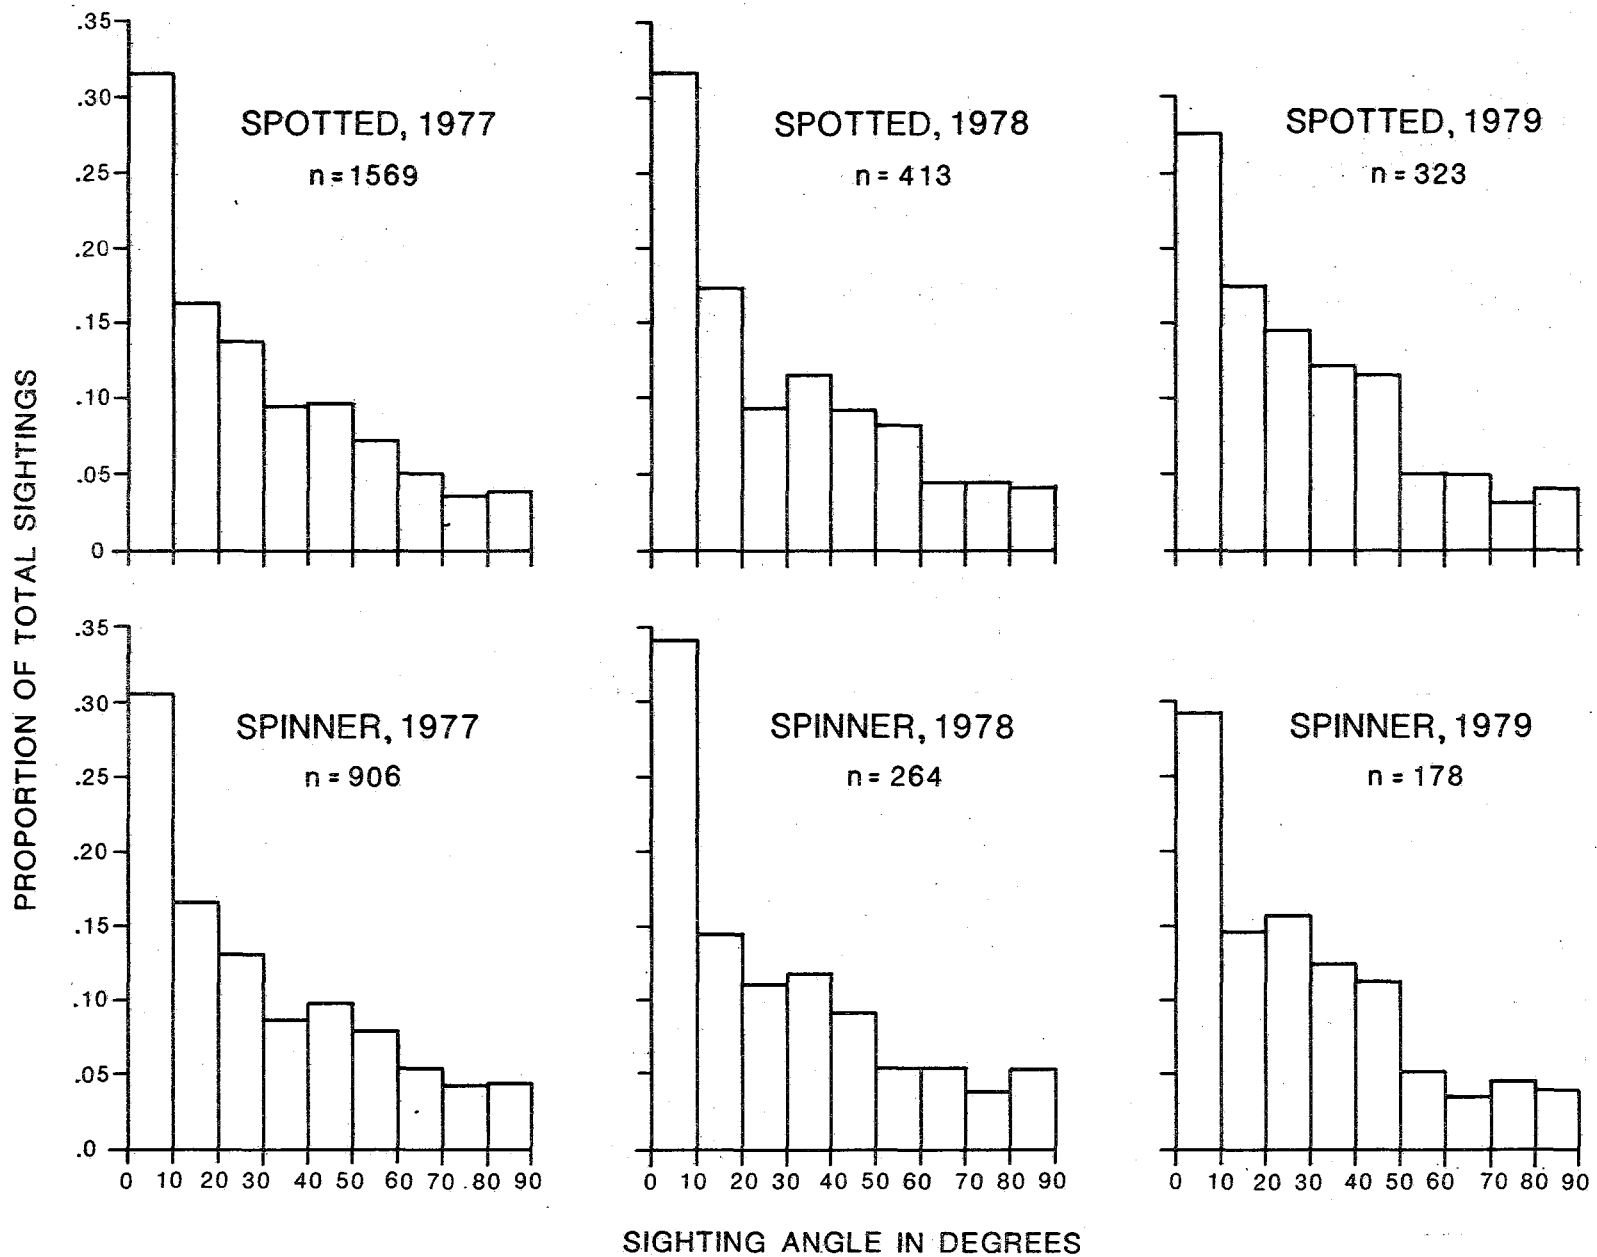 PROPORTION OF TOTAL SIGHTINGS
.35
.30
.25
.20
.15
.10
.05
0
SPOTTED, 1977
n=1569
SPOTTED, 1978
n=413
SPOTTED, 1979
n=323
.35
.30
.25
.20
.15
.10
.05
.0
SPINNER, 1977
n=906
SPINNER, 1978
n=264
SPINNER, 1979
n=178
0 10 20 30 40 50 60 70 80 90
0 10 20 30 40 50 60 70 80 90
0 10 20 30 40 50 60 70 80 90
SIGHTING ANGLE IN DEGREES